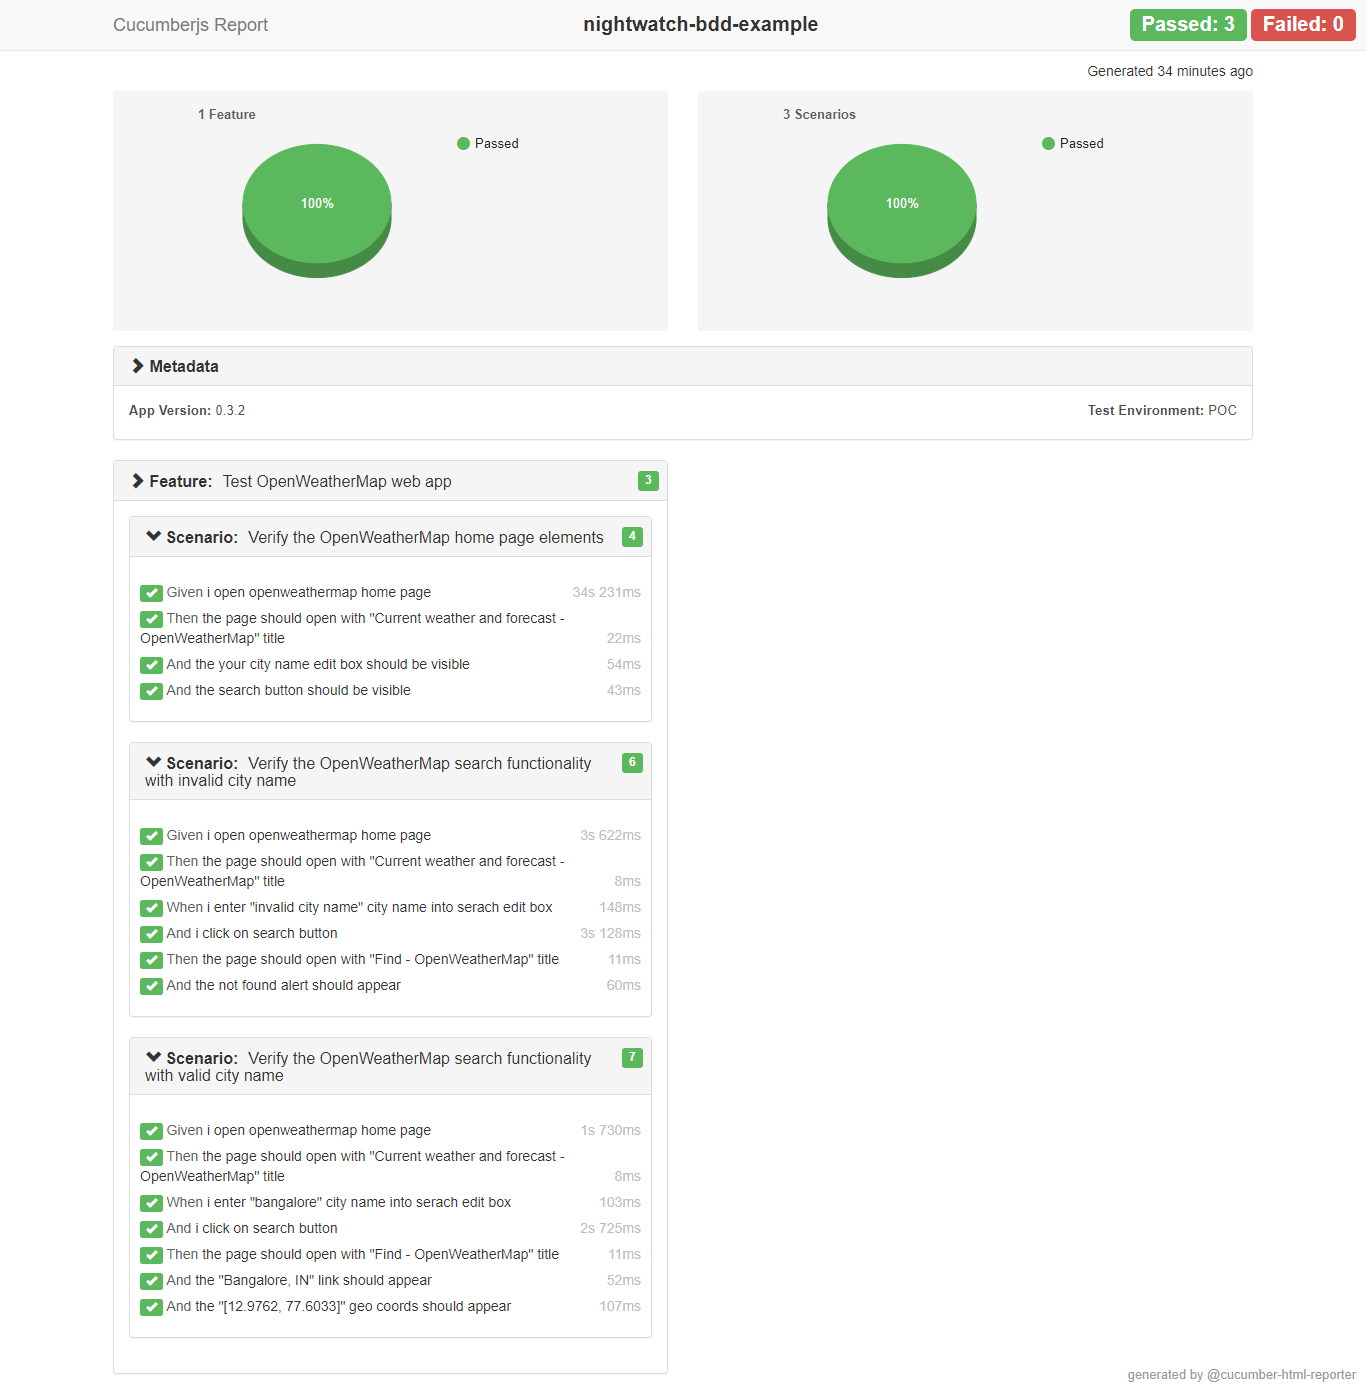 Cucumberjs Report
nightwatch-bdd-example
Passed: 3
Failed: 0
Generated 34 minutes ago
1 Feature
Passed
100%
3 Scenarios
Passed
100%
Metadata
App Version: 0.3.2
Test Environment: POC
Feature: Test OpenWeatherMap web app 3
Scenario: Verify the OpenWeatherMap home page elements 4
Given i open openweathermap home page 34s 231ms
Then the page should open with "Current weather and forecast -
OpenWeatherMap" title 22ms
And the your city name edit box should be visible 54ms
And the search button should be visible 43ms
Scenario: Verify the OpenWeatherMap search functionality 6
with invalid city name
Given i open openweathermap home page 3s 622ms
Then the page should open with "Current weather and forecast -
OpenWeatherMap" title 8ms
When i enter "invalid city name" city name into serach edit box 148ms
And i click on search button 3s 128ms
Then the page should open with "Find - OpenWeatherMap" title 11ms
And the not found alert should appear 60ms
Scenario: Verify the OpenWeatherMap search functionality 7
with valid city name
Given i open openweathermap home page 1s 730ms
Then the page should open with "Current weather and forecast -
OpenWeatherMap" title 8ms
When i enter "bangalore" city name into serach edit box 103ms
And i click on search button 2s 725ms
Then the page should open with "Find - OpenWeatherMap" title 11ms
And the "Bangalore, IN" link should appear 52ms
And the "[12.9762, 77.6033]" geo coords should appear 107ms
generated by @cucumber-html-reporter